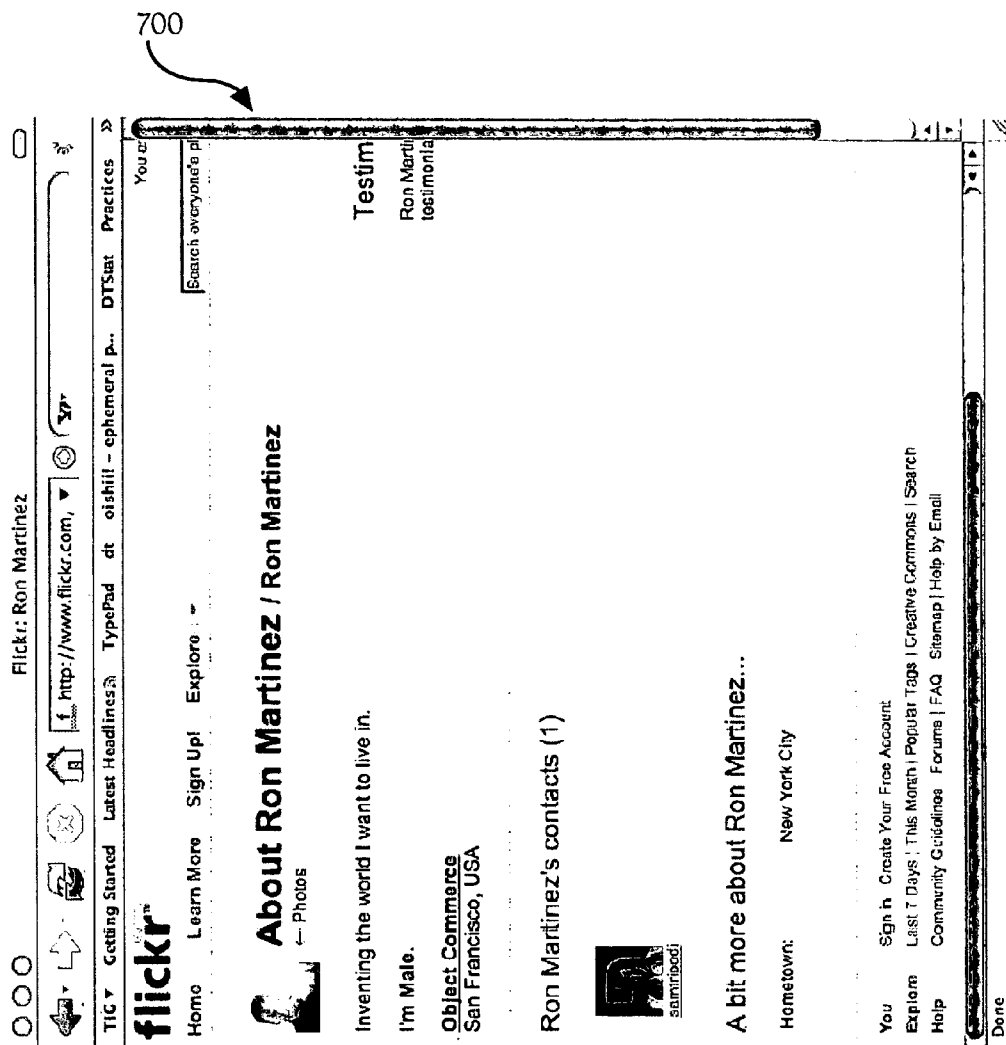 700
Flickr: Ron Martinez
http://www.flickr.com,
TIG Getting Started Latest Headlines TypePad dt oishii! – ephemeral p... DTStat Practices »
flickr
You ar
Home Learn More Sign Up! Explore
Search everyone's p
About Ron Martinez / Ron Martinez
← Photos
Inventing the world I want to live in.
Testim
I'm Male.
Ron Marti
testimonia
Object Commerce
San Francisco, USA
Ron Martinez's contacts (1)
A bit more about Ron Martinez...
Hometown: New York City
You Sign in Create Your Free Account
Explore Last 7 Days | This Month | Popular Tags | Creative Commons | Search
Help Community Guidelines Forums | FAQ Sitemap | Help by Email
Done